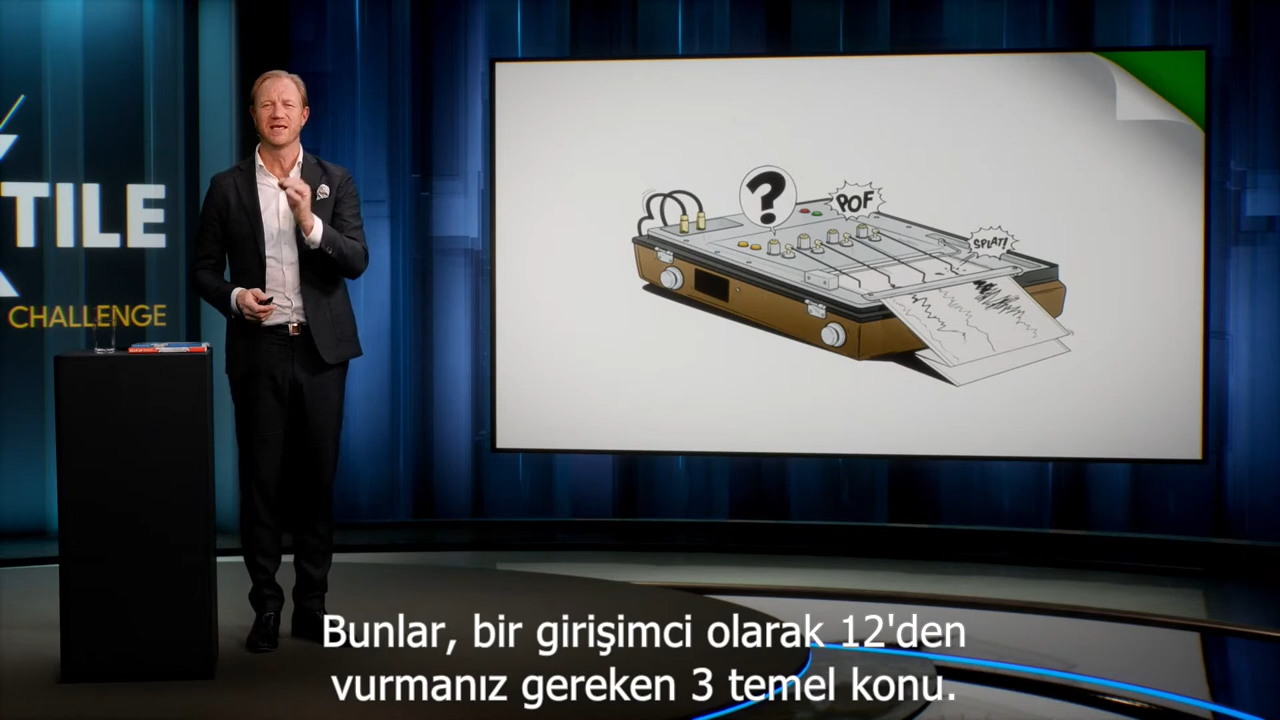 TILE
CHALLENGE
?
POF
SPLAT!
Bunlar, bir girişimci olarak 12'den
vurmanız gereken 3 temel konu.